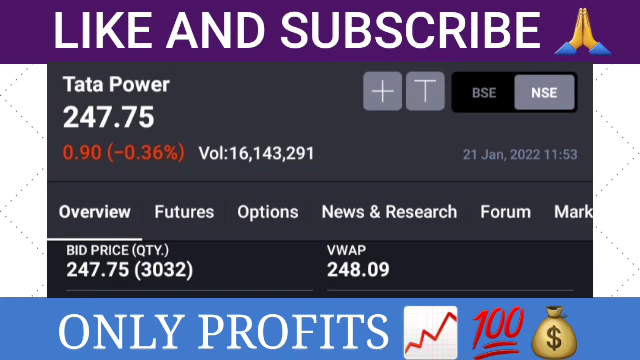 LIKE AND SUBSCRIBE 🙏
Tata Power
247.75
BSE NSE
0.90 (−0.36%) Vol:16,143,291
21 Jan, 2022 11:53
Overview Futures Options News & Research Forum Mark
BID PRICE (QTY.) VWAP
247.75 (3032) 248.09
ONLY PROFITS 📈 💯 💰